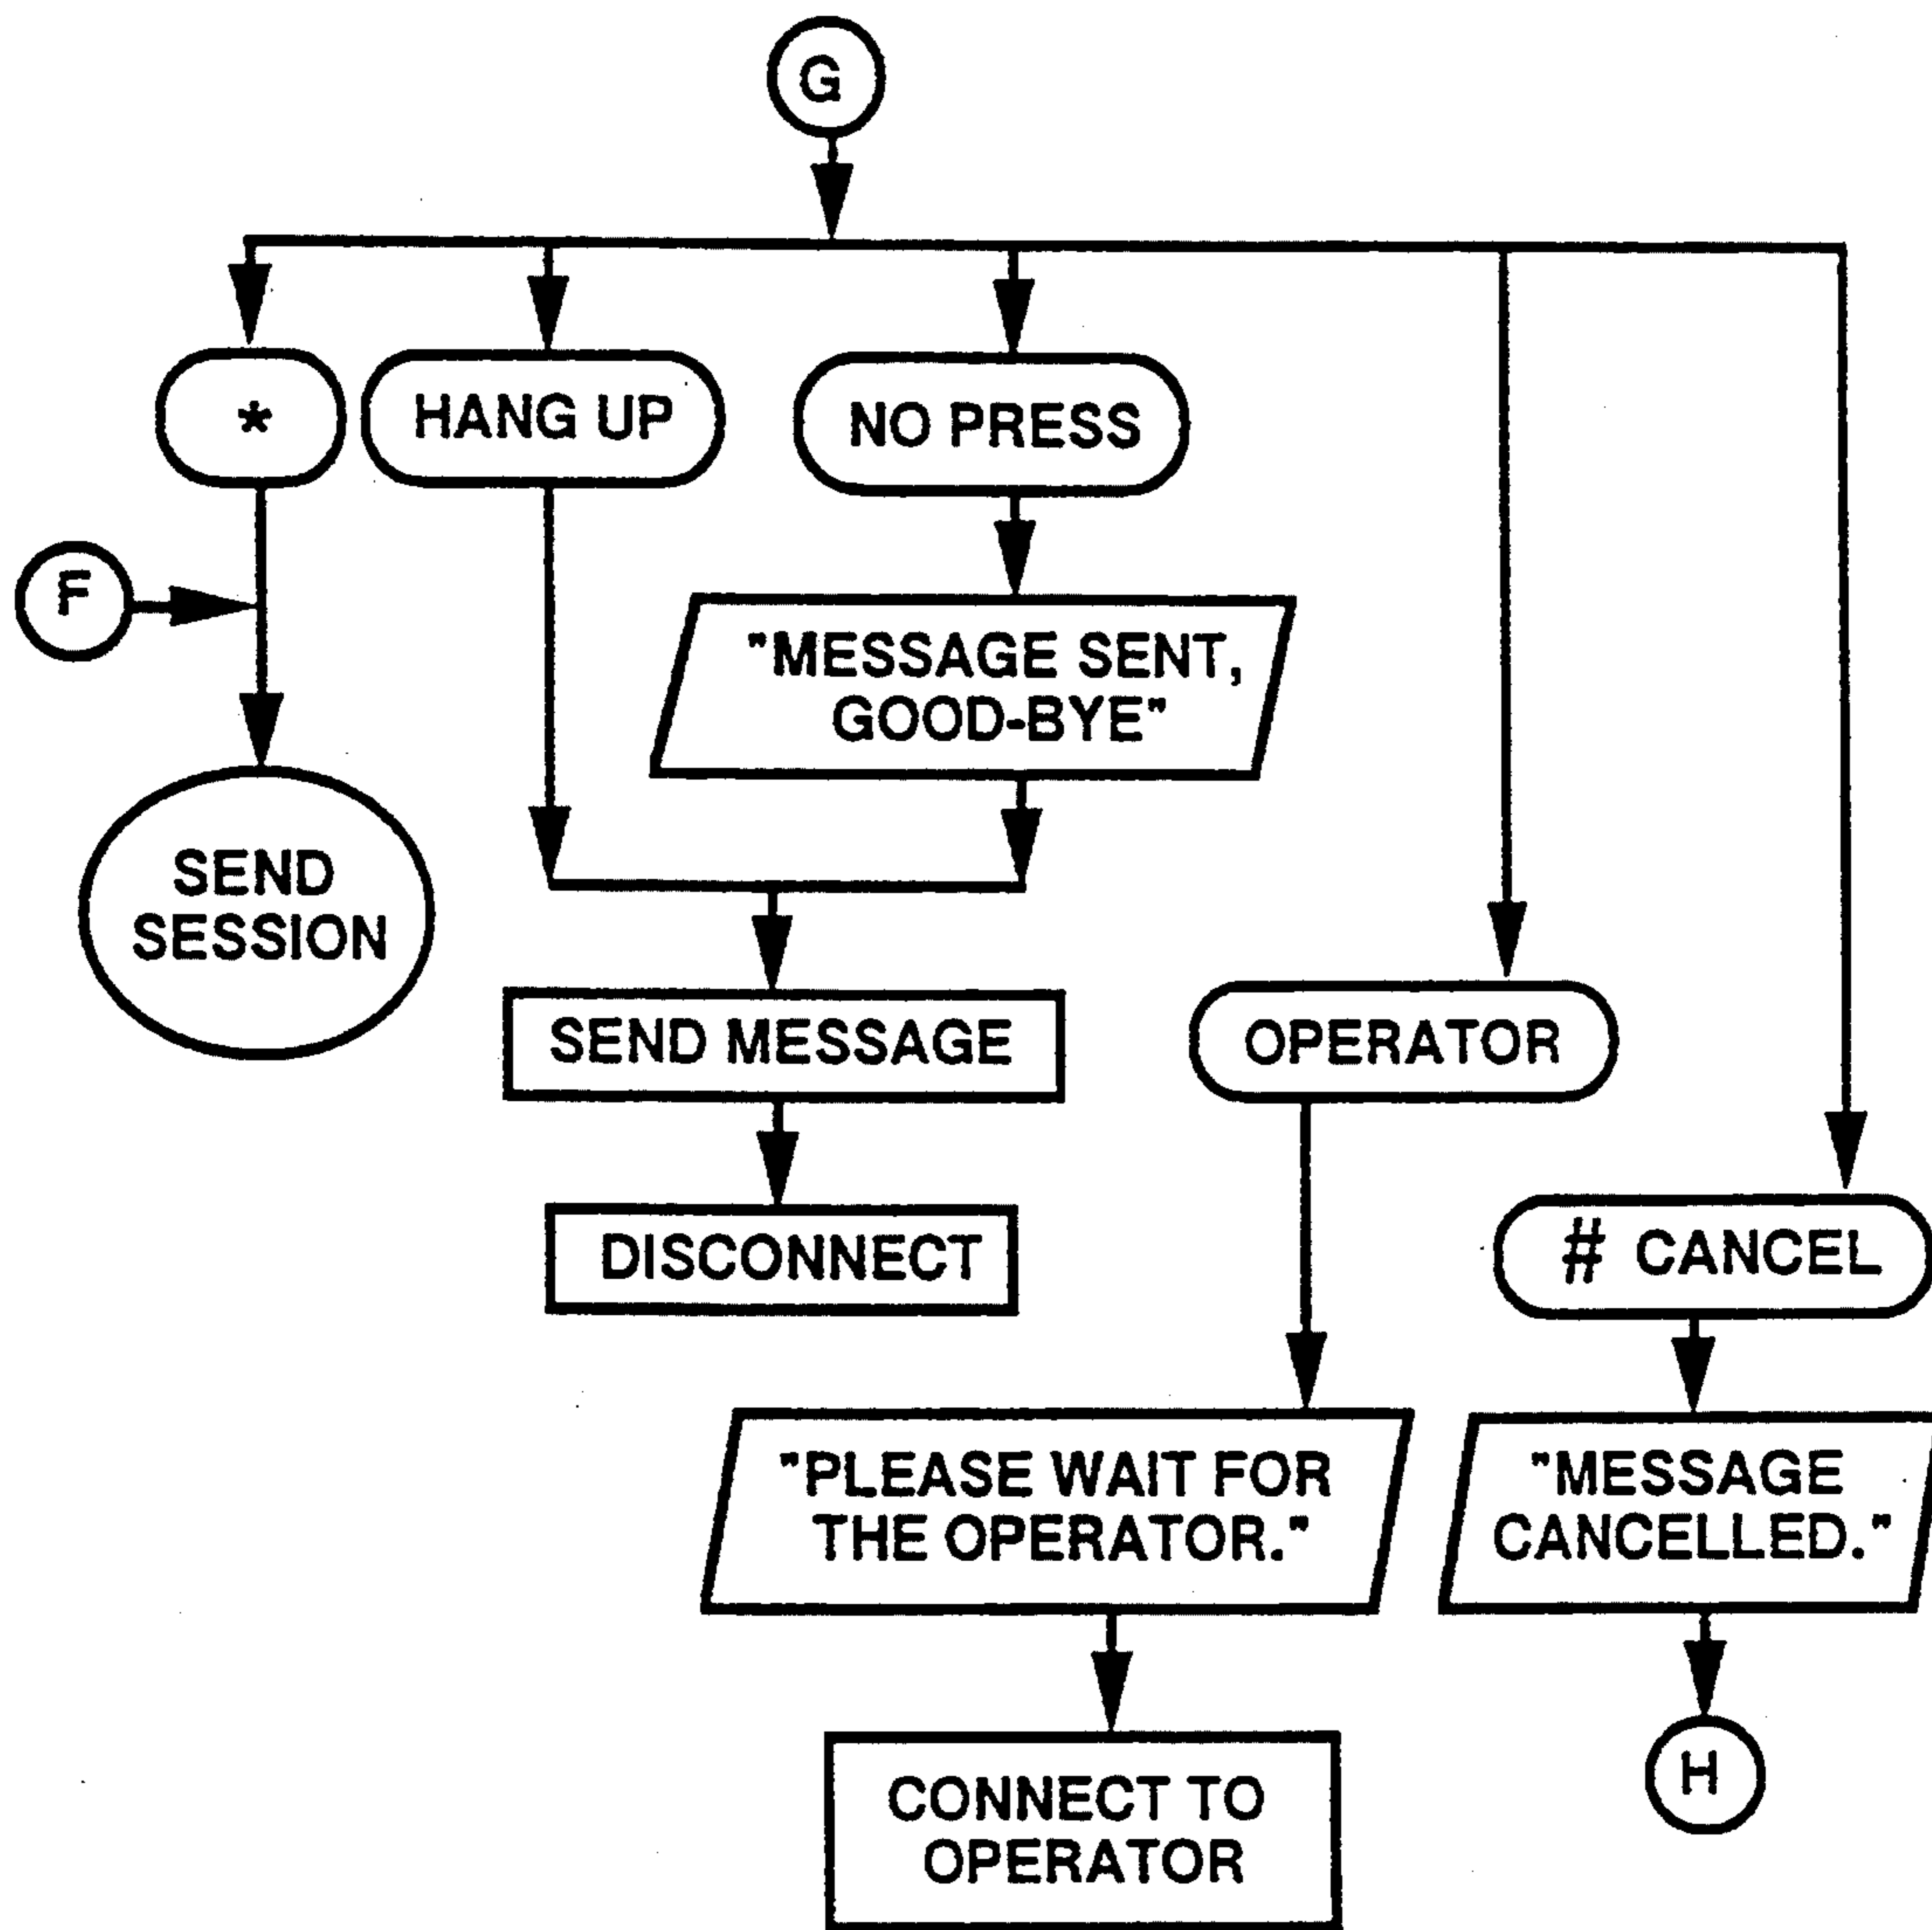 G
*
HANG UP
NO PRESS
F
"MESSAGE SENT,
GOOD-BYE"
SEND
SESSION
SEND MESSAGE
OPERATOR
DISCONNECT
# CANCEL
"PLEASE WAIT FOR
THE OPERATOR."
"MESSAGE
CANCELLED."
H
CONNECT TO
OPERATOR